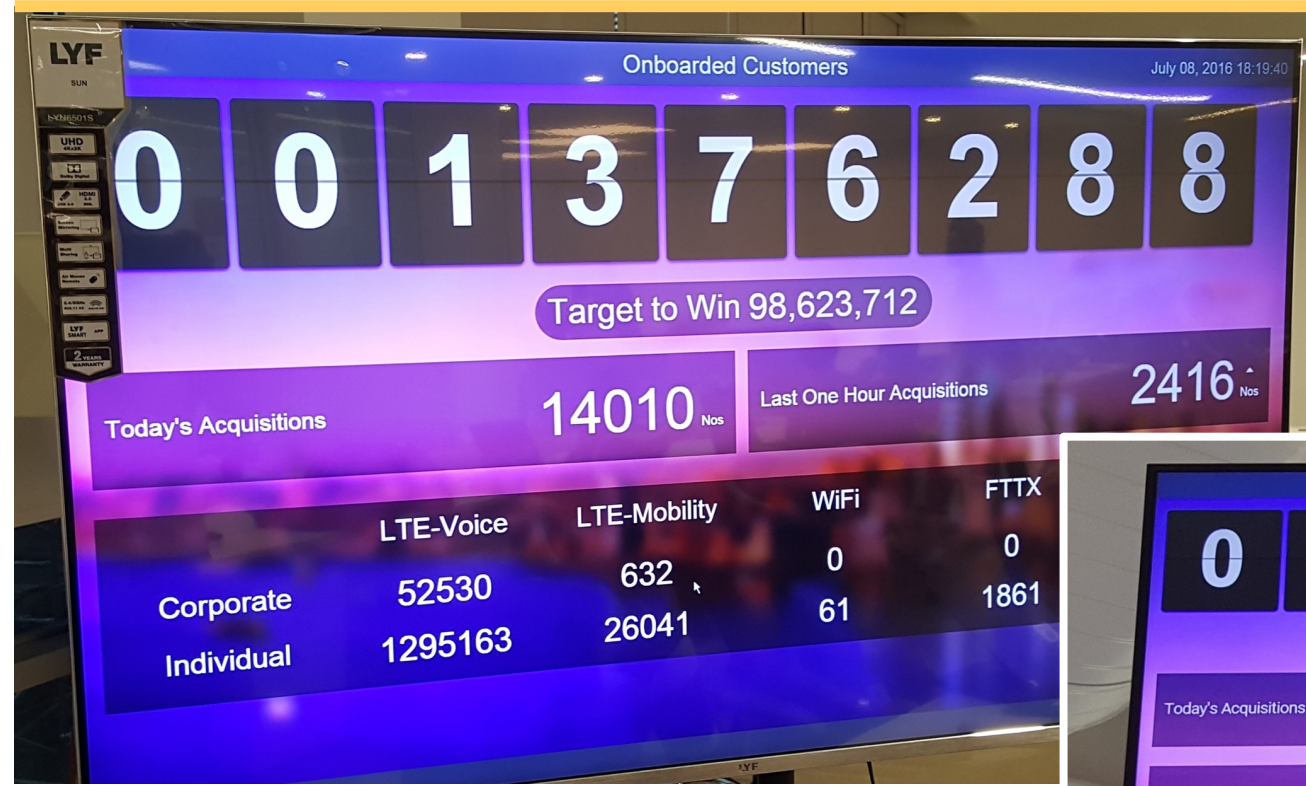 LYF
SUN
Onboarded Customers
July 08, 2016 18:19:40
UHD
0 0 1 3 7 6 2 8 8
HDMI
Target to Win 98,623,712
LYF
SMART APP
2 YEARS
WARRANTY
Today's Acquisitions 14010 Nos
Last One Hour Acquisitions 2416 Nos
LTE-Voice LTE-Mobility WiFi FTTX
Corporate 52530 632 0 0
Individual 1295163 26041 61 1861
LYF
0
Today's Acquisitions